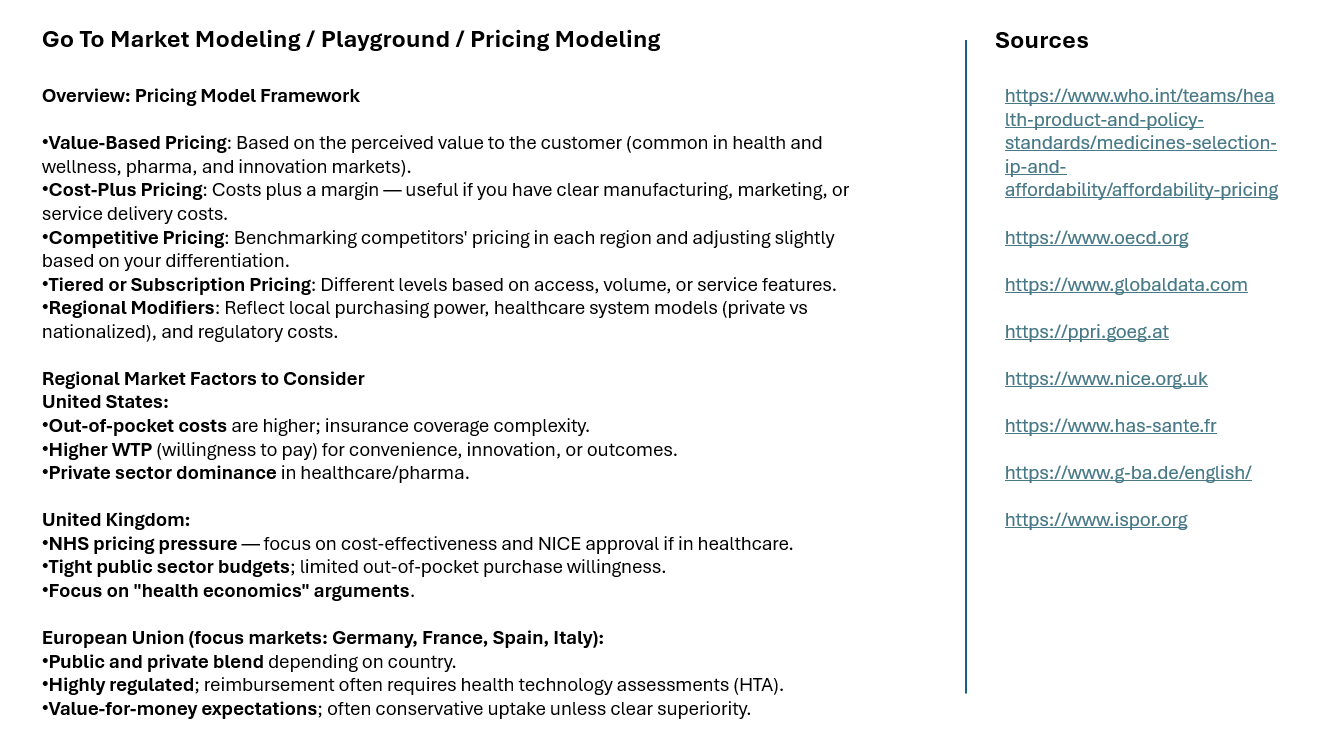 Go To Market Modeling / Playground / Pricing Modeling
Overview: Pricing Model Framework
•Value-Based Pricing: Based on the perceived value to the customer (common in health and
wellness, pharma, and innovation markets).
•Cost-Plus Pricing: Costs plus a margin — useful if you have clear manufacturing, marketing, or
service delivery costs.
•Competitive Pricing: Benchmarking competitors' pricing in each region and adjusting slightly
based on your differentiation.
•Tiered or Subscription Pricing: Different levels based on access, volume, or service features.
•Regional Modifiers: Reflect local purchasing power, healthcare system models (private vs
nationalized), and regulatory costs.
Regional Market Factors to Consider
United States:
•Out-of-pocket costs are higher; insurance coverage complexity.
•Higher WTP (willingness to pay) for convenience, innovation, or outcomes.
•Private sector dominance in healthcare/pharma.
United Kingdom:
•NHS pricing pressure — focus on cost-effectiveness and NICE approval if in healthcare.
•Tight public sector budgets; limited out-of-pocket purchase willingness.
•Focus on "health economics" arguments.
European Union (focus markets: Germany, France, Spain, Italy):
•Public and private blend depending on country.
•Highly regulated; reimbursement often requires health technology assessments (HTA).
•Value-for-money expectations; often conservative uptake unless clear superiority.
Sources
https://www.who.int/teams/hea
lth-product-and-policy-
standards/medicines-selection-
ip-and-
affordability/affordability-pricing
https://www.oecd.org
https://www.globaldata.com
https://ppri.goeg.at
https://www.nice.org.uk
https://www.has-sante.fr
https://www.g-ba.de/english/
https://www.ispor.org